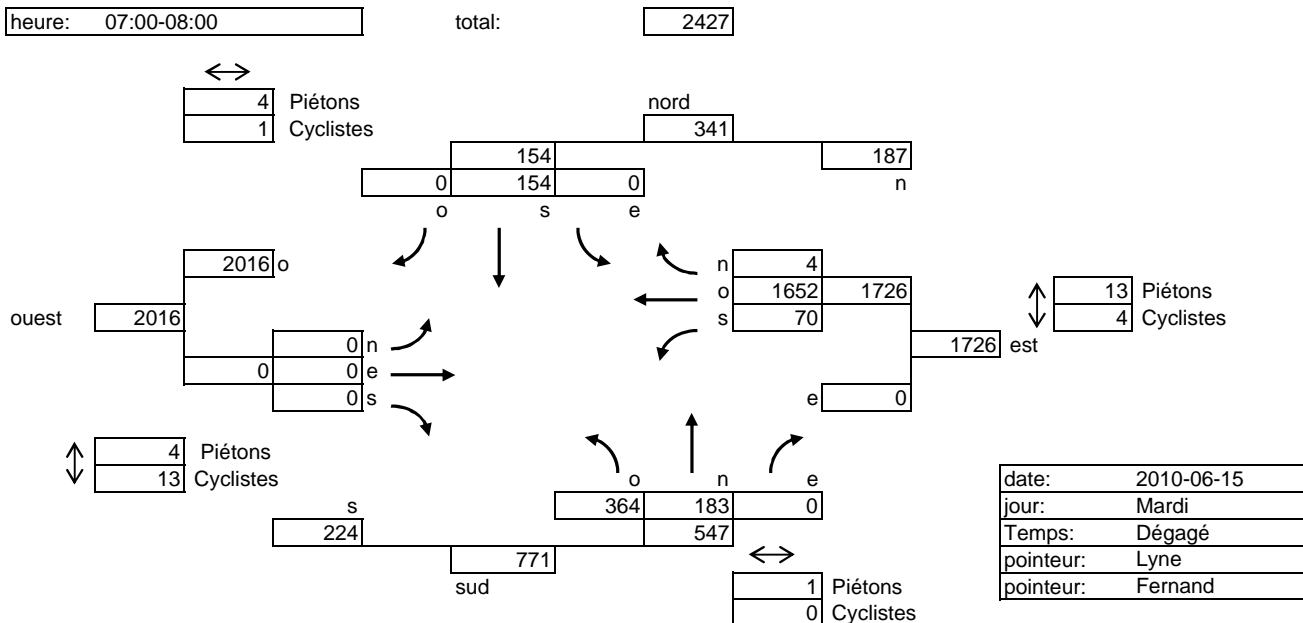 heure: 07:00-08:00 total: 2427
4 Piétons
1 Cyclistes
nord
341
154 187
0 154 0 n
o s e
2016 o
n 4
o 1652 1726
s 70
13 Piétons
4 Cyclistes
ouest 2016
0 n
0 0 e
0 s
1726 est
e 0
4 Piétons
13 Cyclistes
o n e
s 364 183 0
224 547
771
sud
1 Piétons
0 Cyclistes
date: 2010-06-15
jour: Mardi
Temps: Dégagé
pointeur: Lyne
pointeur: Fernand